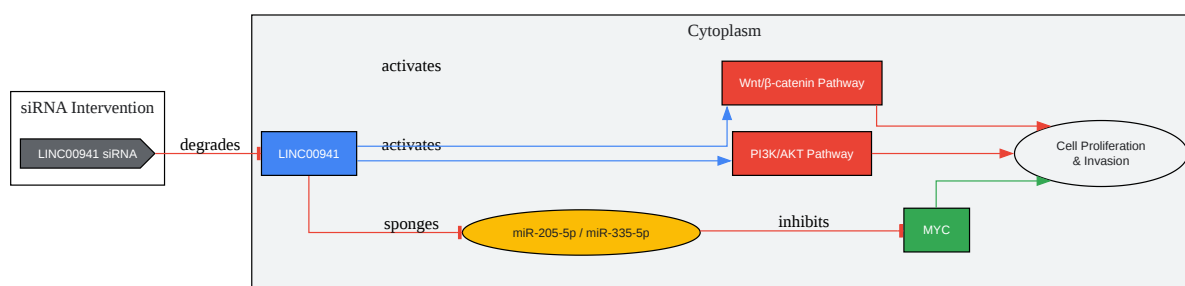 Cytoplasm
activates
Wnt/β-catenin Pathway
siRNA Intervention
LINC00941 siRNA
degrades
LINC00941
activates
PI3K/AKT Pathway
Cell Proliferation
& Invasion
sponges
miR-205-5p / miR-335-5p
inhibits
MYC